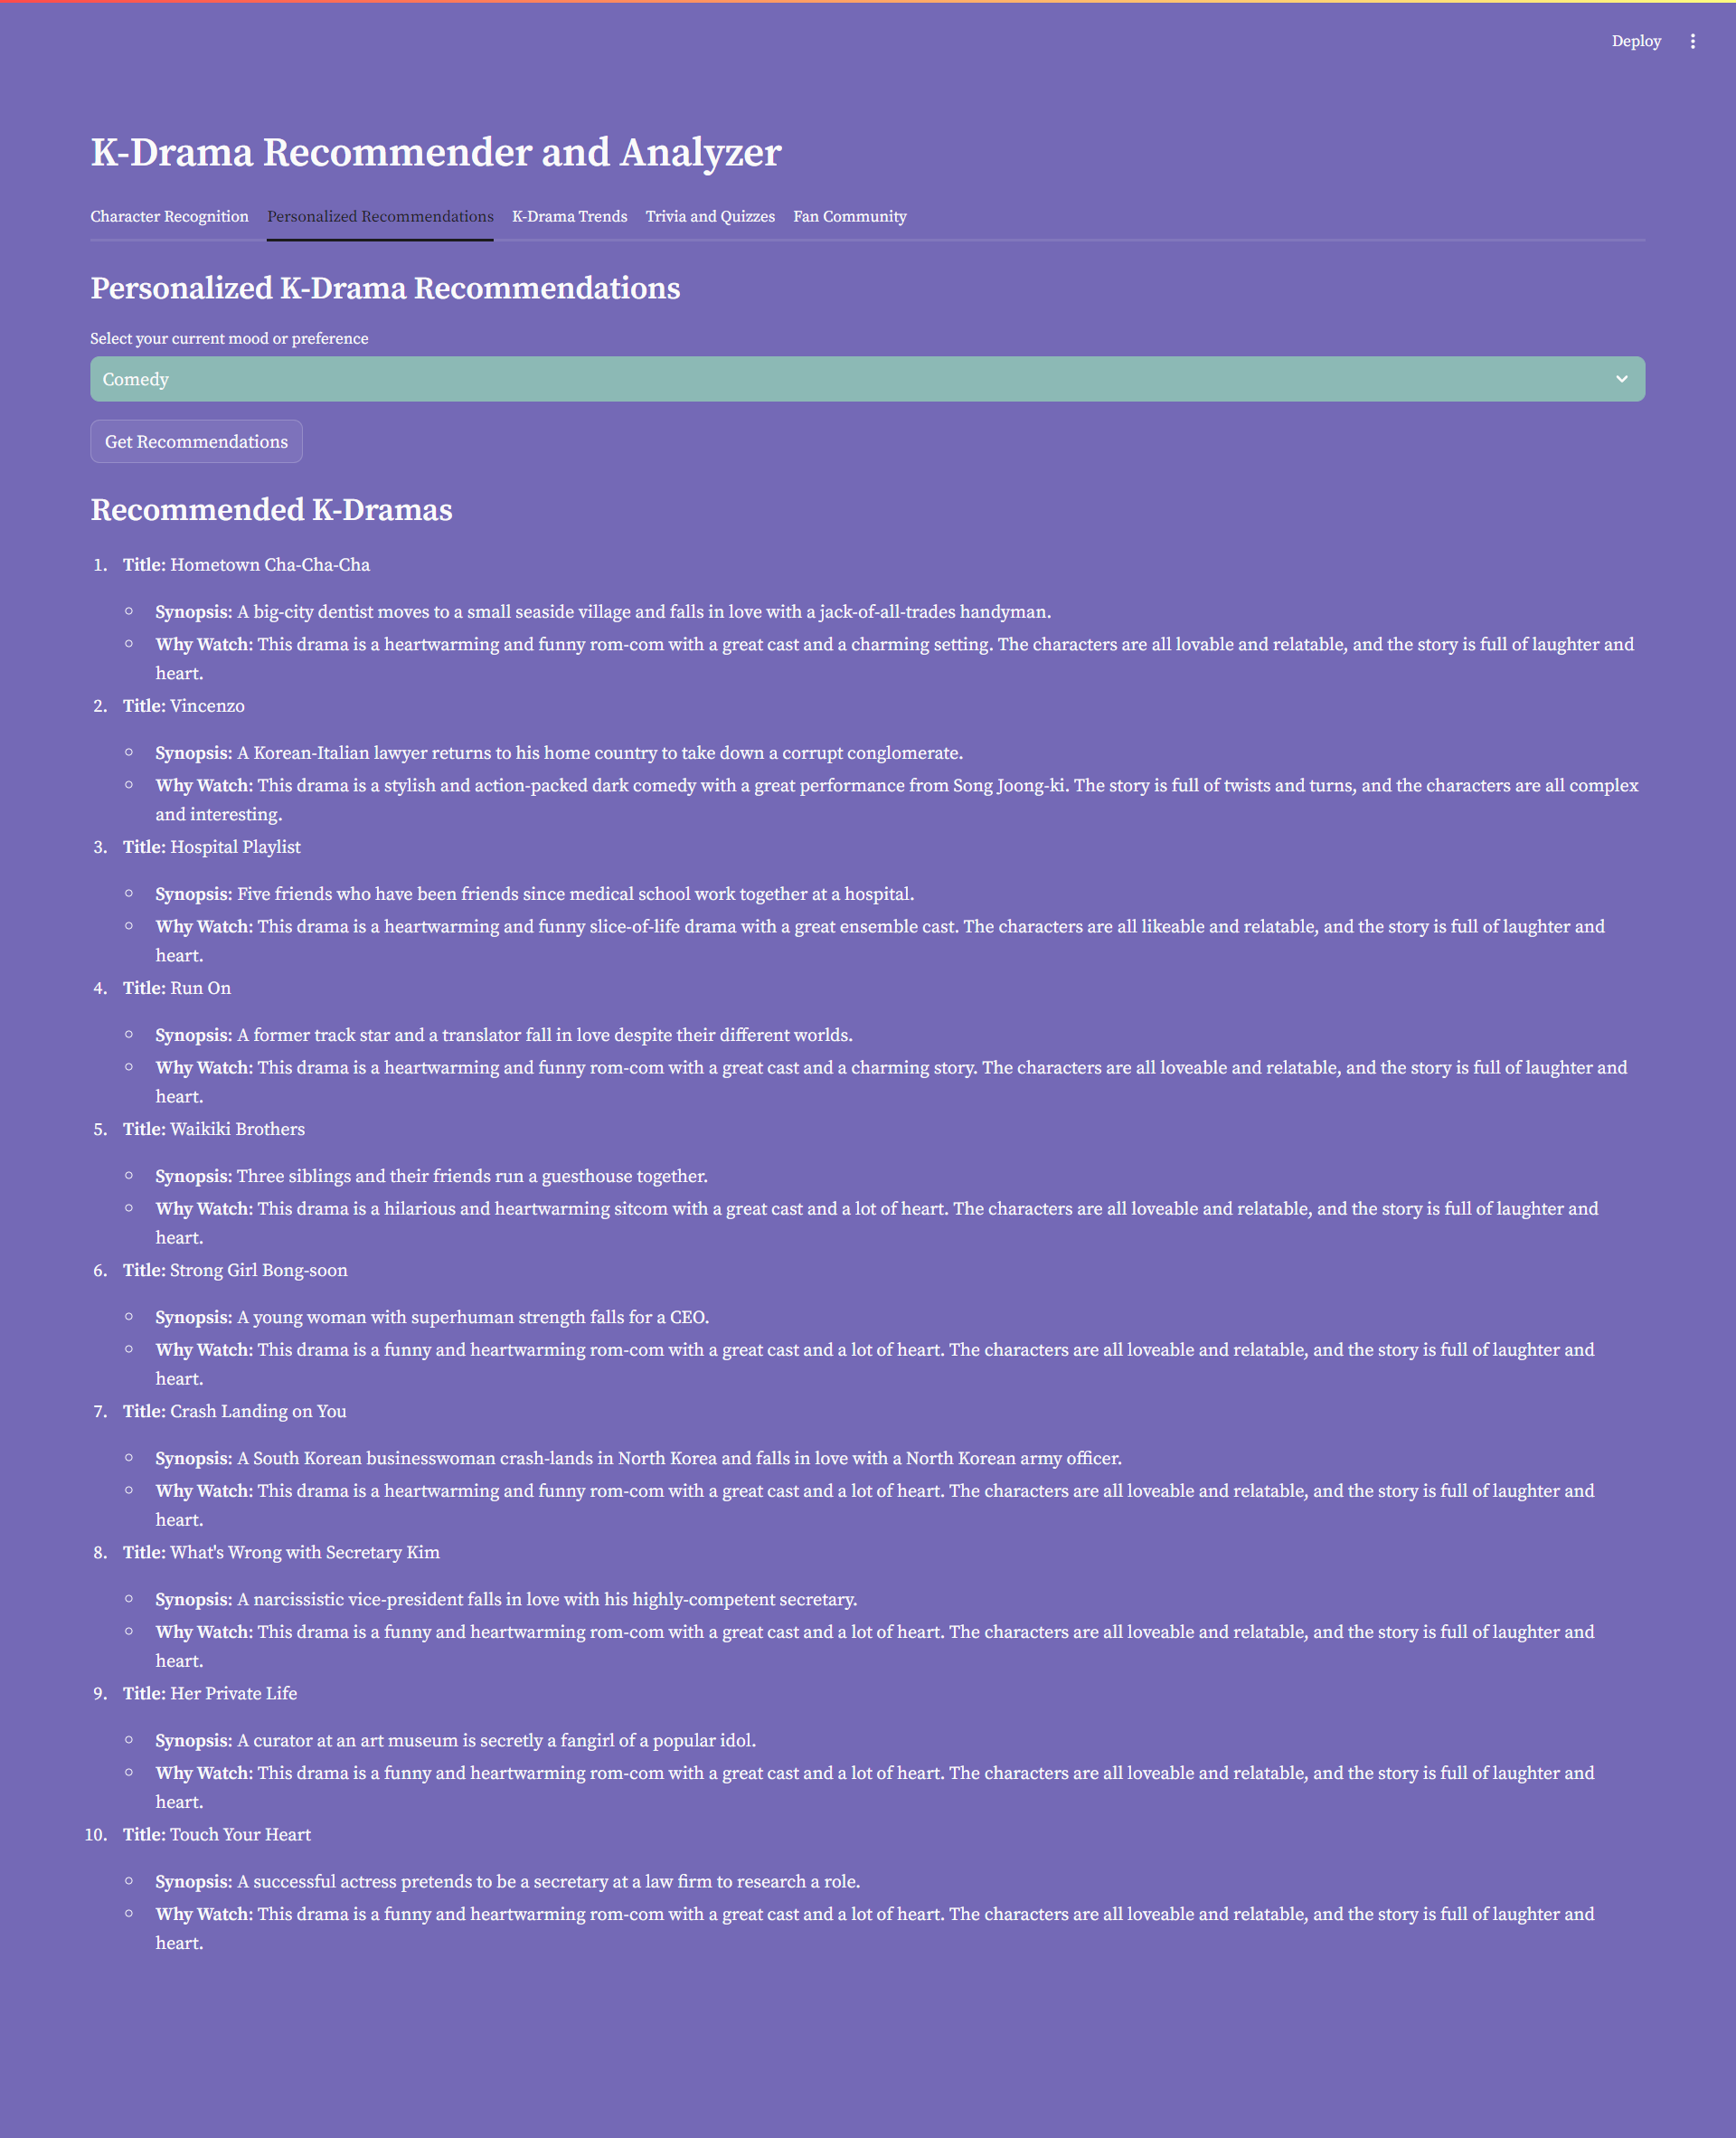 Deploy
K-Drama Recommender and Analyzer
Character Recognition Personalized Recommendations K-Drama Trends Trivia and Quizzes Fan Community
Personalized K-Drama Recommendations
Select your current mood or preference
Comedy
Get Recommendations
Recommended K-Dramas
1. Title: Hometown Cha-Cha-Cha
Synopsis: A big-city dentist moves to a small seaside village and falls in love with a jack-of-all-trades handyman.
Why Watch: This drama is a heartwarming and funny rom-com with a great cast and a charming setting. The characters are all lovable and relatable, and the story is full of laughter and
heart.
2. Title: Vincenzo
Synopsis: A Korean-Italian lawyer returns to his home country to take down a corrupt conglomerate.
Why Watch: This drama is a stylish and action-packed dark comedy with a great performance from Song Joong-ki. The story is full of twists and turns, and the characters are all complex
and interesting.
3. Title: Hospital Playlist
Synopsis: Five friends who have been friends since medical school work together at a hospital.
Why Watch: This drama is a heartwarming and funny slice-of-life drama with a great ensemble cast. The characters are all likeable and relatable, and the story is full of laughter and
heart.
4. Title: Run On
Synopsis: A former track star and a translator fall in love despite their different worlds.
Why Watch: This drama is a heartwarming and funny rom-com with a great cast and a charming story. The characters are all loveable and relatable, and the story is full of laughter and
heart.
5. Title: Waikiki Brothers
Synopsis: Three siblings and their friends run a guesthouse together.
Why Watch: This drama is a hilarious and heartwarming sitcom with a great cast and a lot of heart. The characters are all loveable and relatable, and the story is full of laughter and
heart.
6. Title: Strong Girl Bong-soon
Synopsis: A young woman with superhuman strength falls for a CEO.
Why Watch: This drama is a funny and heartwarming rom-com with a great cast and a lot of heart. The characters are all loveable and relatable, and the story is full of laughter and
heart.
7. Title: Crash Landing on You
Synopsis: A South Korean businesswoman crash-lands in North Korea and falls in love with a North Korean army officer.
Why Watch: This drama is a heartwarming and funny rom-com with a great cast and a lot of heart. The characters are all loveable and relatable, and the story is full of laughter and
heart.
8. Title: What's Wrong with Secretary Kim
Synopsis: A narcissistic vice-president falls in love with his highly-competent secretary.
Why Watch: This drama is a funny and heartwarming rom-com with a great cast and a lot of heart. The characters are all loveable and relatable, and the story is full of laughter and
heart.
9. Title: Her Private Life
Synopsis: A curator at an art museum is secretly a fangirl of a popular idol.
Why Watch: This drama is a funny and heartwarming rom-com with a great cast and a lot of heart. The characters are all loveable and relatable, and the story is full of laughter and
heart.
10. Title: Touch Your Heart
Synopsis: A successful actress pretends to be a secretary at a law firm to research a role.
Why Watch: This drama is a funny and heartwarming rom-com with a great cast and a lot of heart. The characters are all loveable and relatable, and the story is full of laughter and
heart.